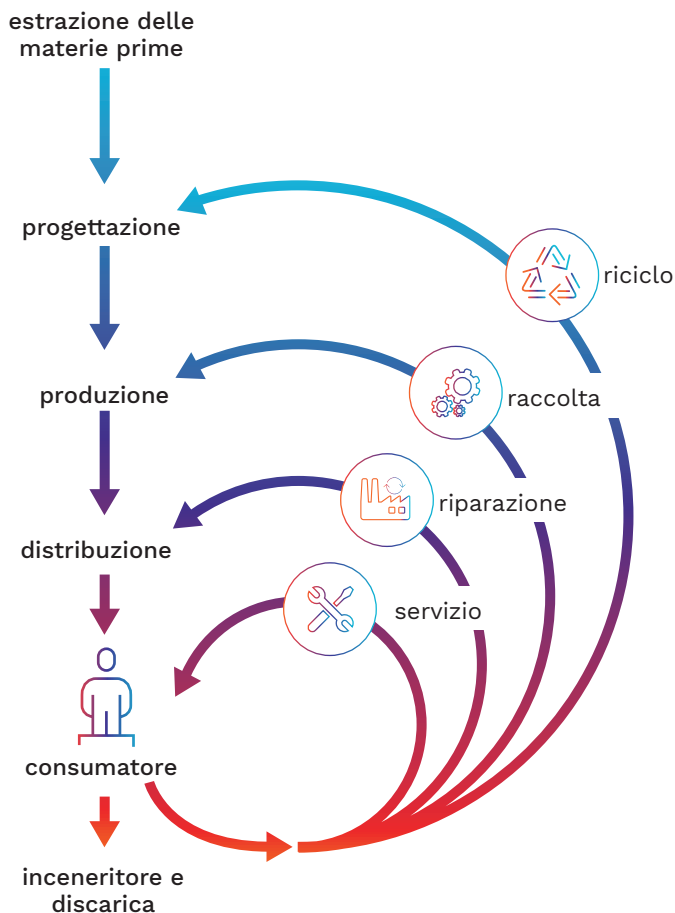 estrazione delle
materie prime
progettazione
riciclo
produzione
raccolta
riparazione
distribuzione
servizio
consumatore
inceneritore e
discarica